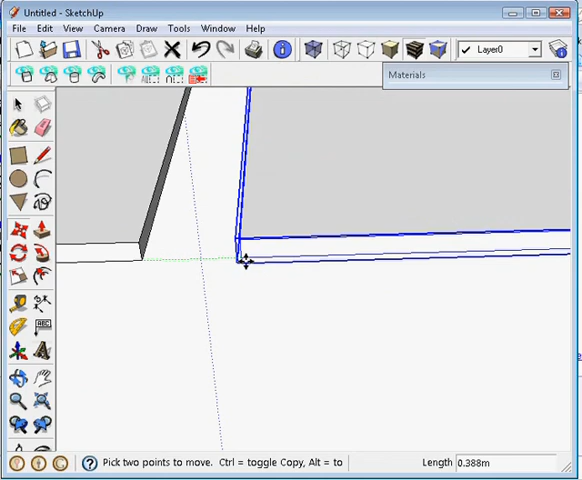 Untitled - SketchUp
File Edit View Camera Draw Tools Window Help
Layer0
Materials
ABC
Pick two points to move. Ctrl = toggle Copy, Alt = to
Length 0.388m